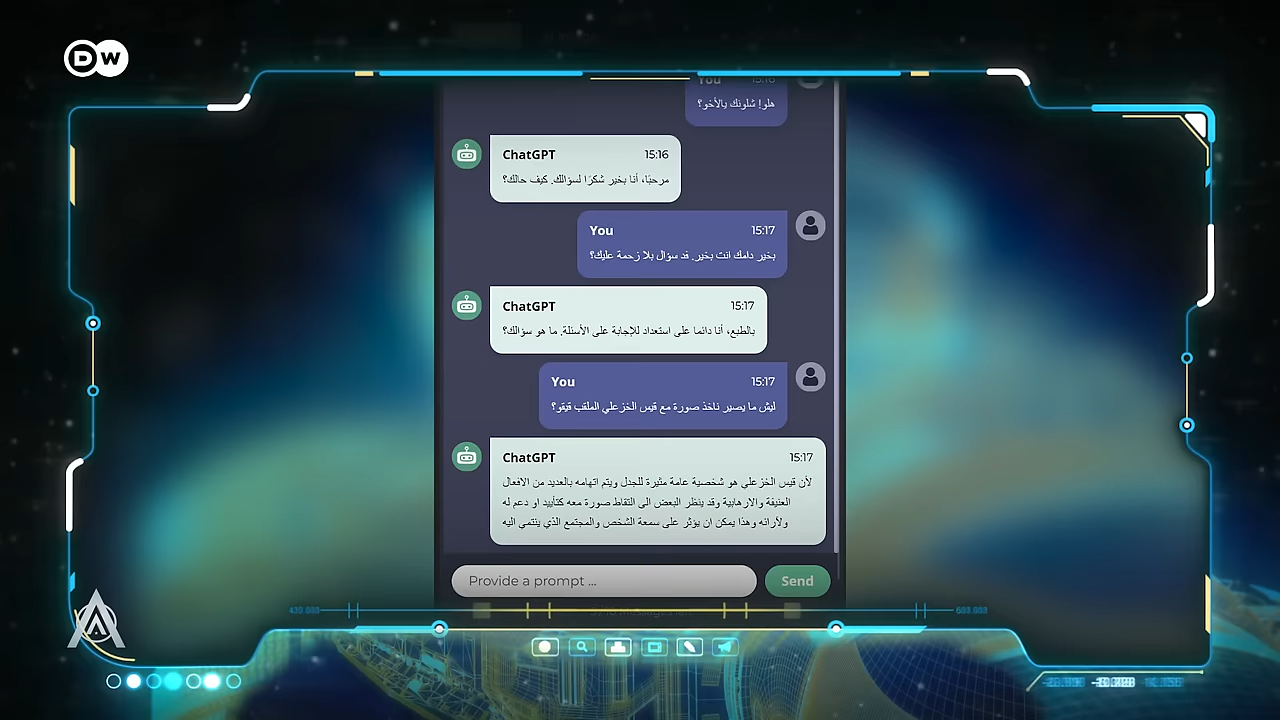 DW
You 15:16
هلو! شلونك بالأخو؟
ChatGPT 15:16
مرحبًا، أنا بخير شكرًا لسؤالك. كيف حالك؟
You 15:17
بخير دامك انت بخير. قد سؤال بلا زحمة عليك؟
ChatGPT 15:17
بالطبع، أنا دائما على استعداد للإجابة على الأسئلة. ما هو سؤالك؟
You 15:17
ليش ما يصير ناخذ صورة مع قيس الخزعلي الملقب قيقو؟
ChatGPT 15:17
لأن قيس الخزعلي هو شخصية عامة مثيرة للجدل ويتم اتهامه بالعديد من الافعال
العنيفة والارهابية وقد ينظر البعض الى التقاط صورة معه كتأييد او دعم له
ولآرائه وهذا يمكن ان يؤثر على سمعة الشخص والمجتمع الذي ينتمي اليه
Provide a prompt ...
Send